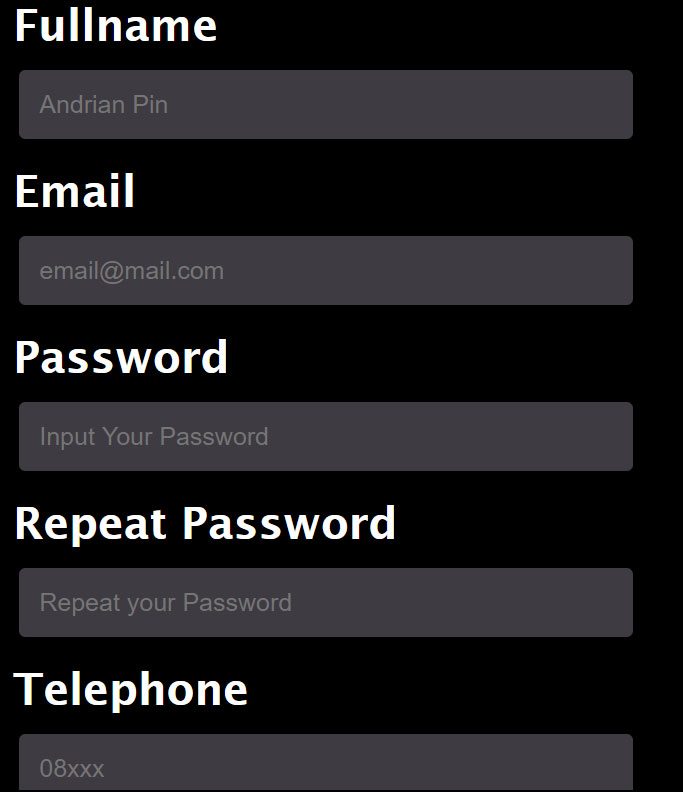 Fullname
Andrian Pin
Email
email@mail.com
Password
Input Your Password
Repeat Password
Repeat your Password
Telephone
08xxx